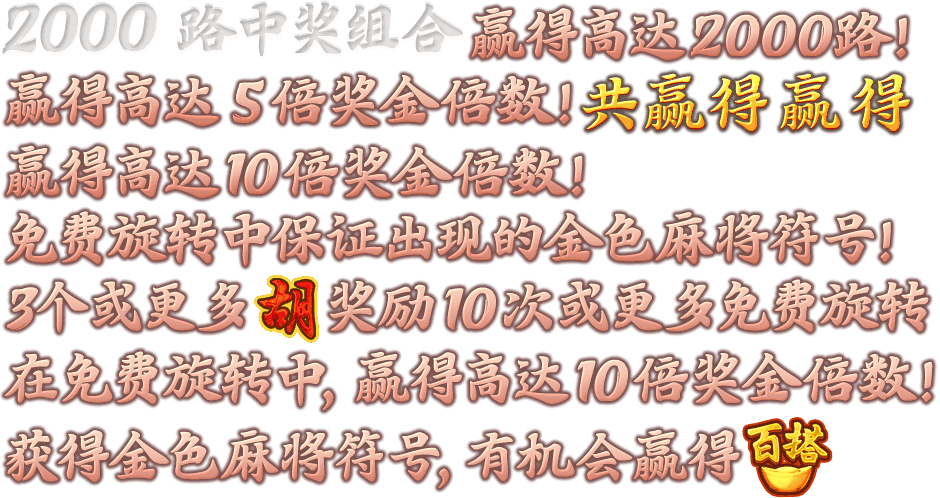 2000 路中奖组合 赢得高达2000路!
赢得高达 5 倍奖金倍数! 共赢得赢得
赢得高达10倍奖金倍数!
免费旋转中保证出现的金色麻将符号!
3个或更多胡奖励10次或更多免费旋转
在免费旋转中, 赢得高达10倍奖金倍数!
获得金色麻将符号, 有机会赢得百搭